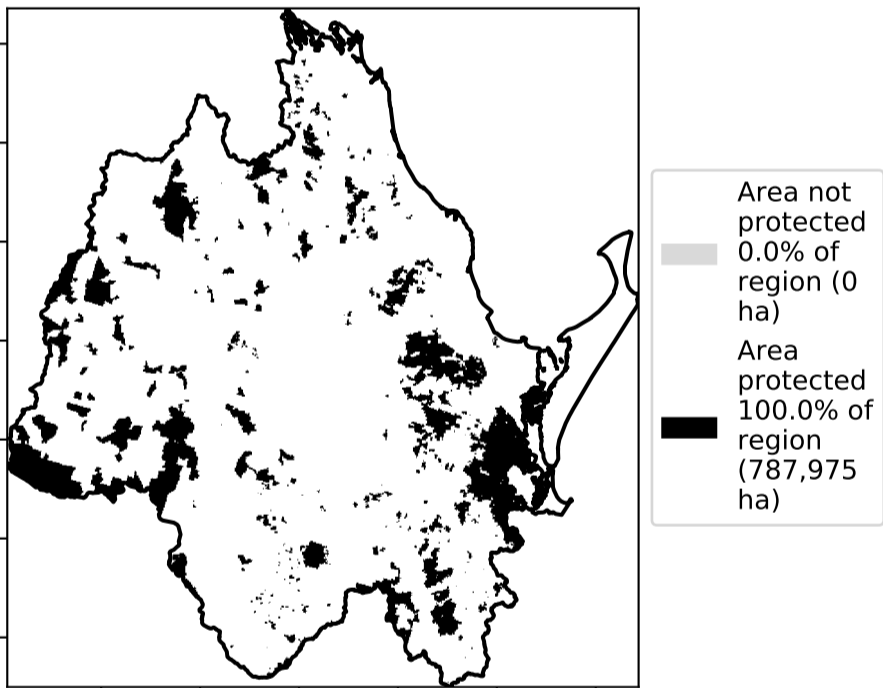 Area not
protected
0.0% of
region (0
ha)
Area
protected
100.0% of
region
(787,975
ha)